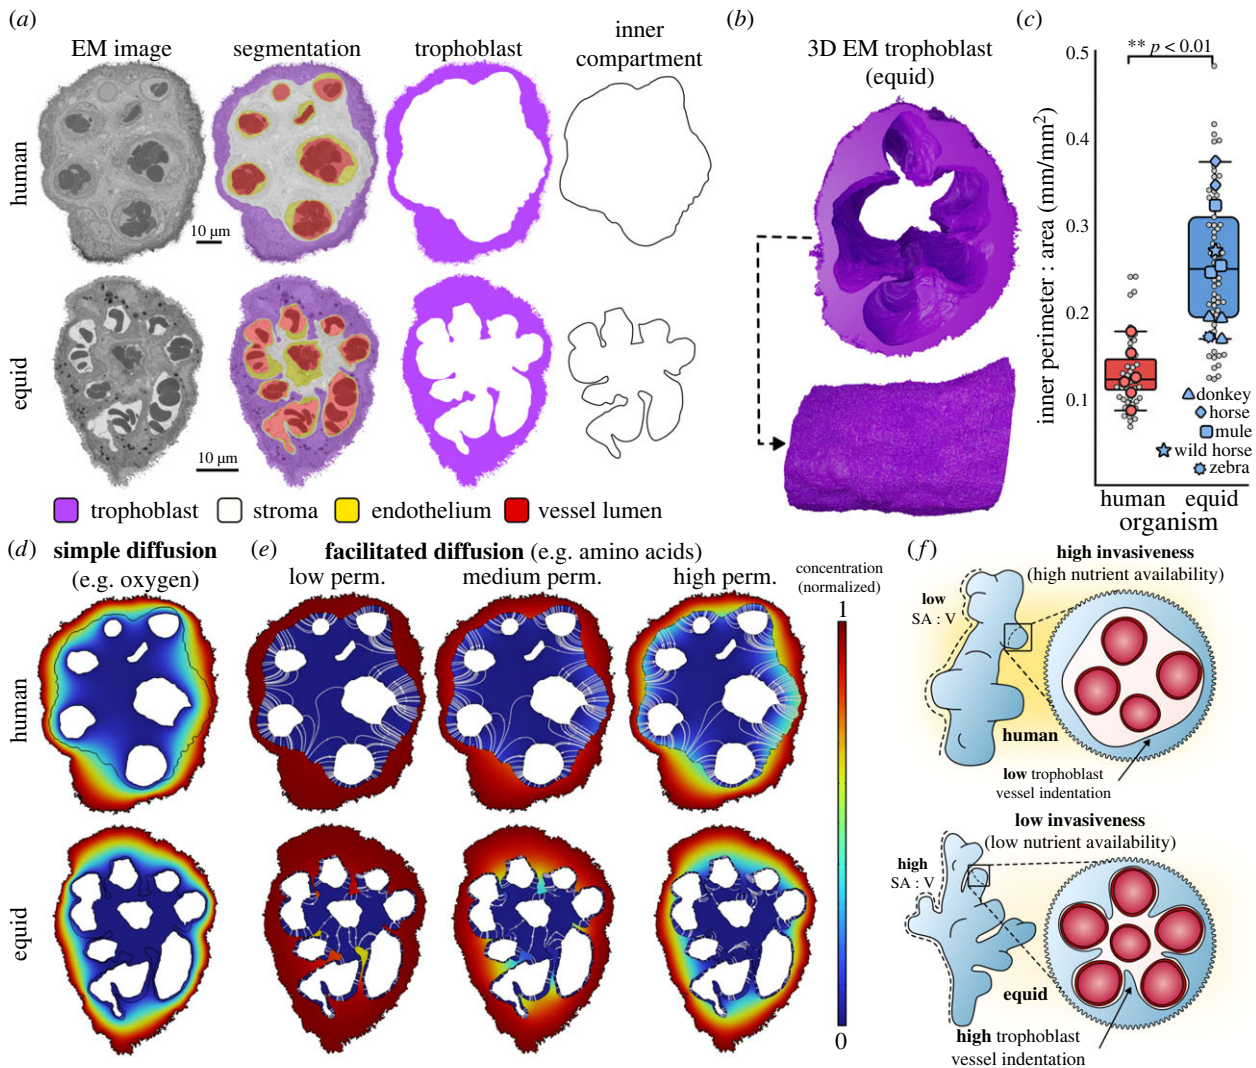 (a)
EM image
segmentation
trophoblast
inner
compartment
human
10 μm
equid
10 μm
trophoblast
stroma
endothelium
vessel lumen
(b)
3D EM trophoblast
(equid)
(c)
** p < 0.01
0.5
0.4
0.3
0.2
0.1
inner perimeter : area (mm/mm²)
donkey
horse
mule
wild horse
zebra
human
equid
organism
(d)
simple diffusion
(e.g. oxygen)
human
equid
(e)
facilitated diffusion (e.g. amino acids)
low perm.
medium perm.
high perm.
concentration
(normalized)
1
0
(f)
high invasiveness
(high nutrient availability)
low
SA : V
human
low trophoblast
vessel indentation
low invasiveness
(low nutrient availability)
high
SA : V
equid
high trophoblast
vessel indentation